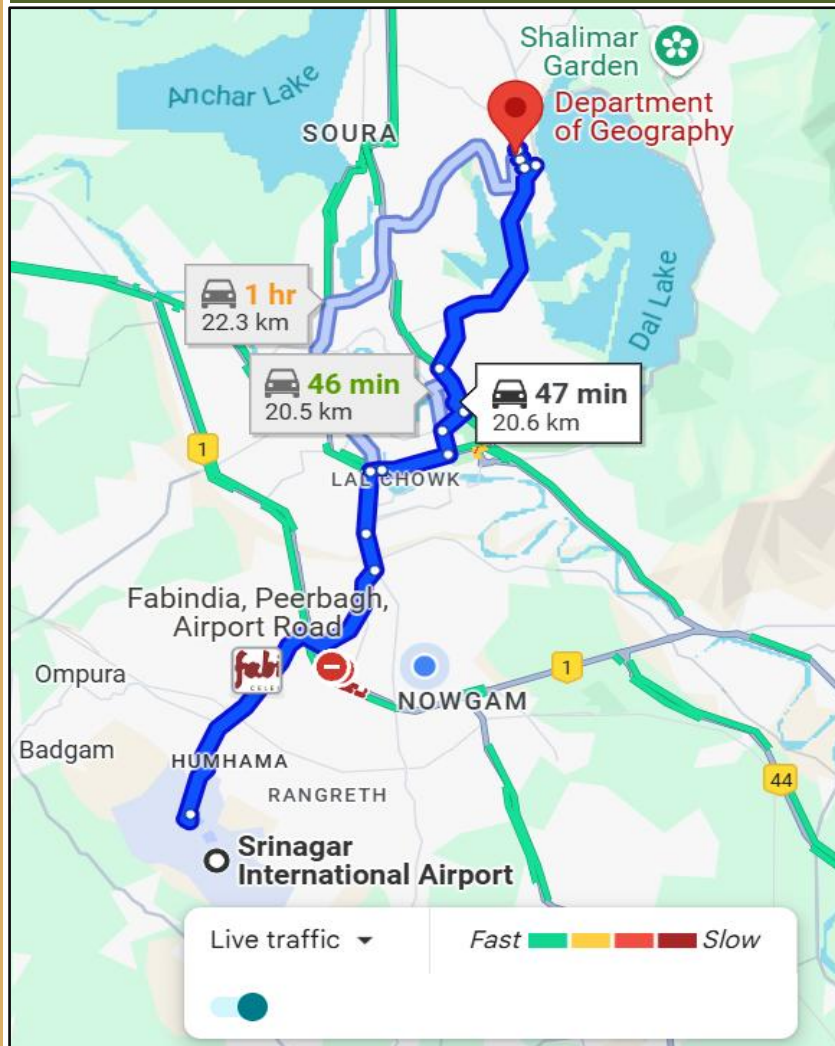 Shalimar
Garden
Anchar Lake
SOURA
Department
of Geography
Dal Lake
1 hr
22.3 km
46 min
20.5 km
47 min
20.6 km
1
LAL CHOWK
Fabindia, Peerbagh,
Airport Road
fabi
CELE
Ompura
1
NOWGAM
Badgam
HUMHAMA
44
RANGRETH
Srinagar
International Airport
Live traffic
Fast
Slow